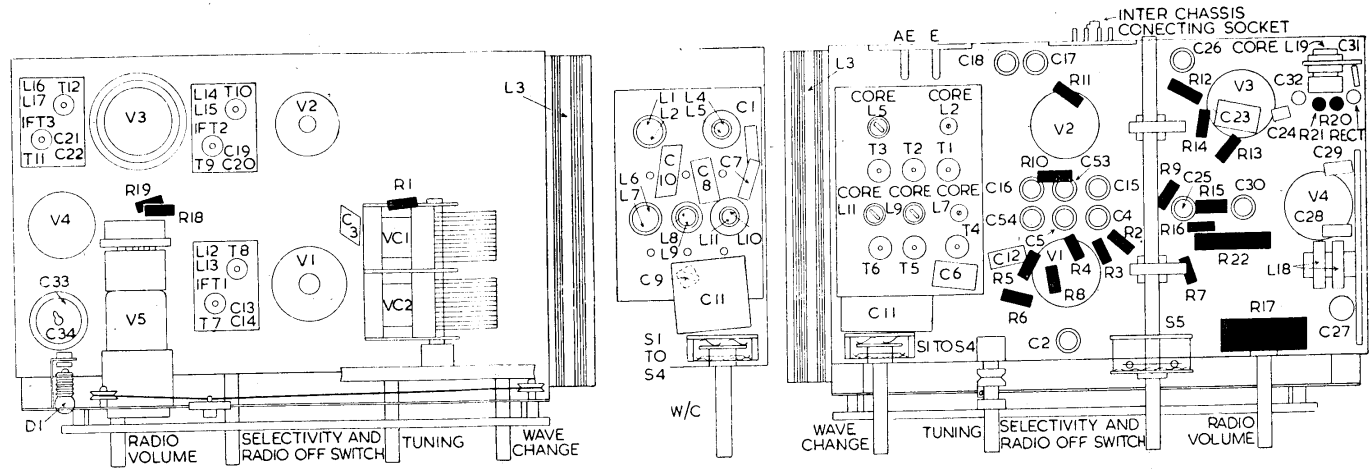 L16 T12
L17
IFT3
C21
T11 C22
V3
L14 T10
L15
IFT2
C19
T9 C20
V2
L3
R19
R18
V4
R1
C3
VC1
VC2
L12 T8
L13
IFT1
C13
T7 C14
V1
C33
C34
V5
D1
RADIO
VOLUME
SELECTIVITY AND
RADIO OFF SWITCH
TUNING
WAVE
CHANGE
L1
L2
L4
L5
C1
C10
C8
C7
L6
L7
L8
L9
L11
L10
C9
C11
S1
TO
S4
W/C
L3
AE E
C18
C17
INTER CHASSIS
CONECTING SOCKET
C26
CORE L19
C31
CORE
L5
CORE
L2
R11
V2
R12
V3
C32
C23
C24
R20
R21 RECT
R14
R13
C29
T3 T2 T1
R10
C53
C16
C15
R9
C25
R15
C30
V4
CORE
L11
CORE
L9
CORE
L7
T4
C54
C4
R2
R16
C28
C5
V1
C12
R4
R3
R22
L18
T6 T5
C6
R5
R8
R7
R6
R17
C27
C11
S1 TO S4
C2
S5
WAVE
CHANGE
TUNING
SELECTIVITY AND
RADIO OFF SWITCH
RADIO
VOLUME